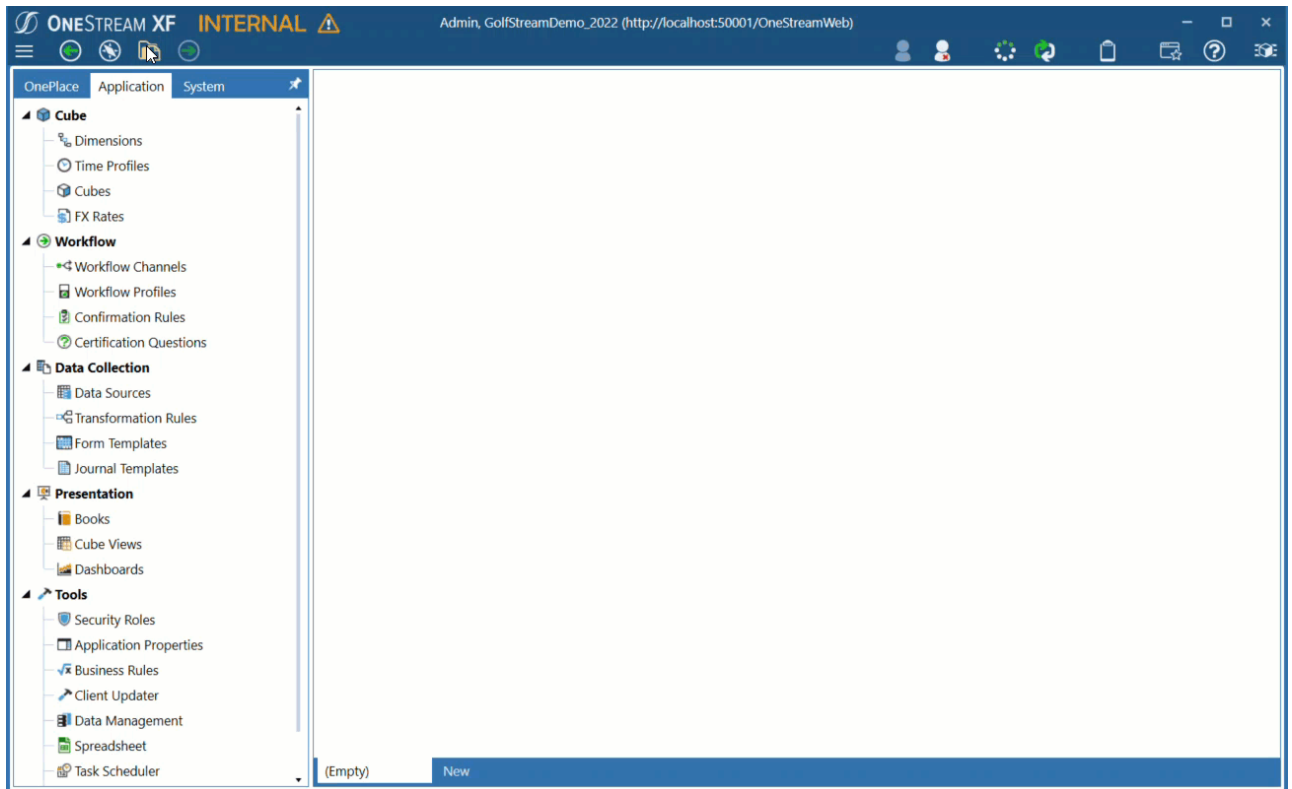 ONESTREAM XF INTERNAL
Admin, GolfStreamDemo_2022 (http://localhost:50001/OneStreamWeb)
OnePlace Application System
Cube
Dimensions
Time Profiles
Cubes
FX Rates
Workflow
Workflow Channels
Workflow Profiles
Confirmation Rules
Certification Questions
Data Collection
Data Sources
Transformation Rules
Form Templates
Journal Templates
Presentation
Books
Cube Views
Dashboards
Tools
Security Roles
Application Properties
Business Rules
Client Updater
Data Management
Spreadsheet
Task Scheduler
(Empty) New